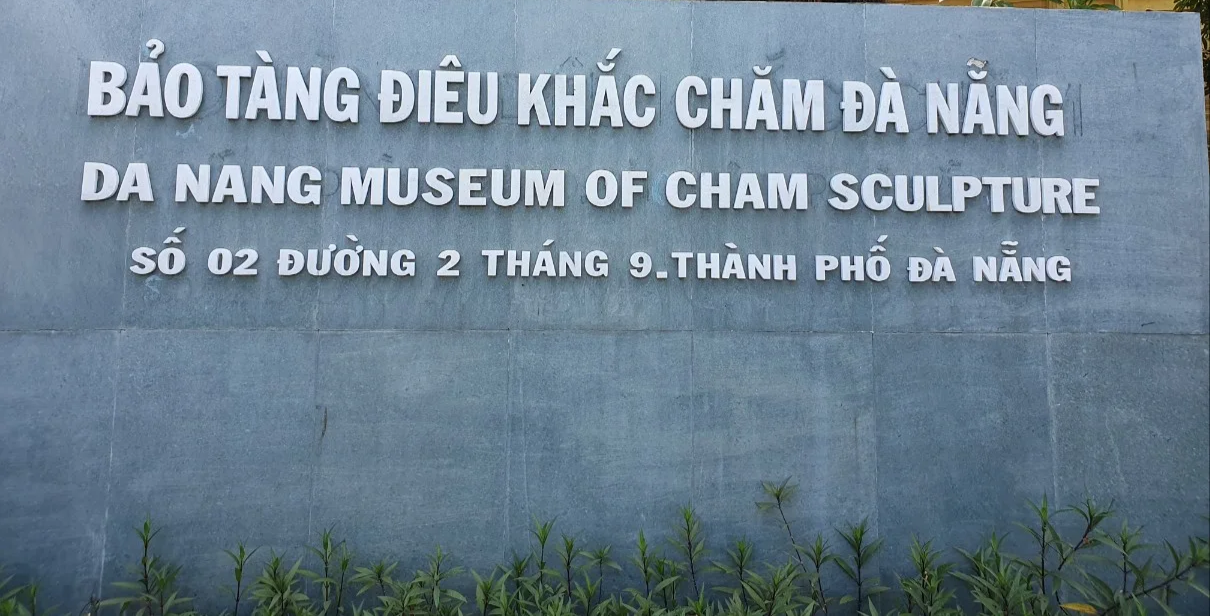 BẢO TÀNG ĐIÊU KHẮC CHĂM ĐÀ NẴNG
DA NANG MUSEUM OF CHAM SCULPTURE
SỐ 02 ĐƯỜNG 2 THÁNG 9.THÀNH PHỐ ĐÀ NẴNG